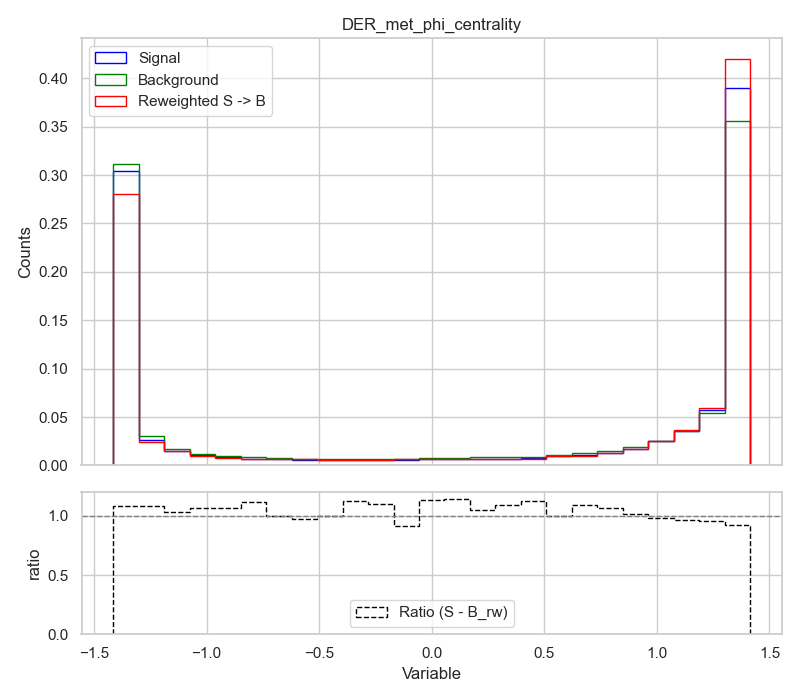 DER_met_phi_centrality
Signal
Background
Reweighted S -> B
Counts
0.40
0.35
0.30
0.25
0.20
0.15
0.10
0.05
0.00
ratio
1.0
0.5
0.0
Ratio (S - B_rw)
−1.5 −1.0 −0.5 0.0 0.5 1.0 1.5
Variable